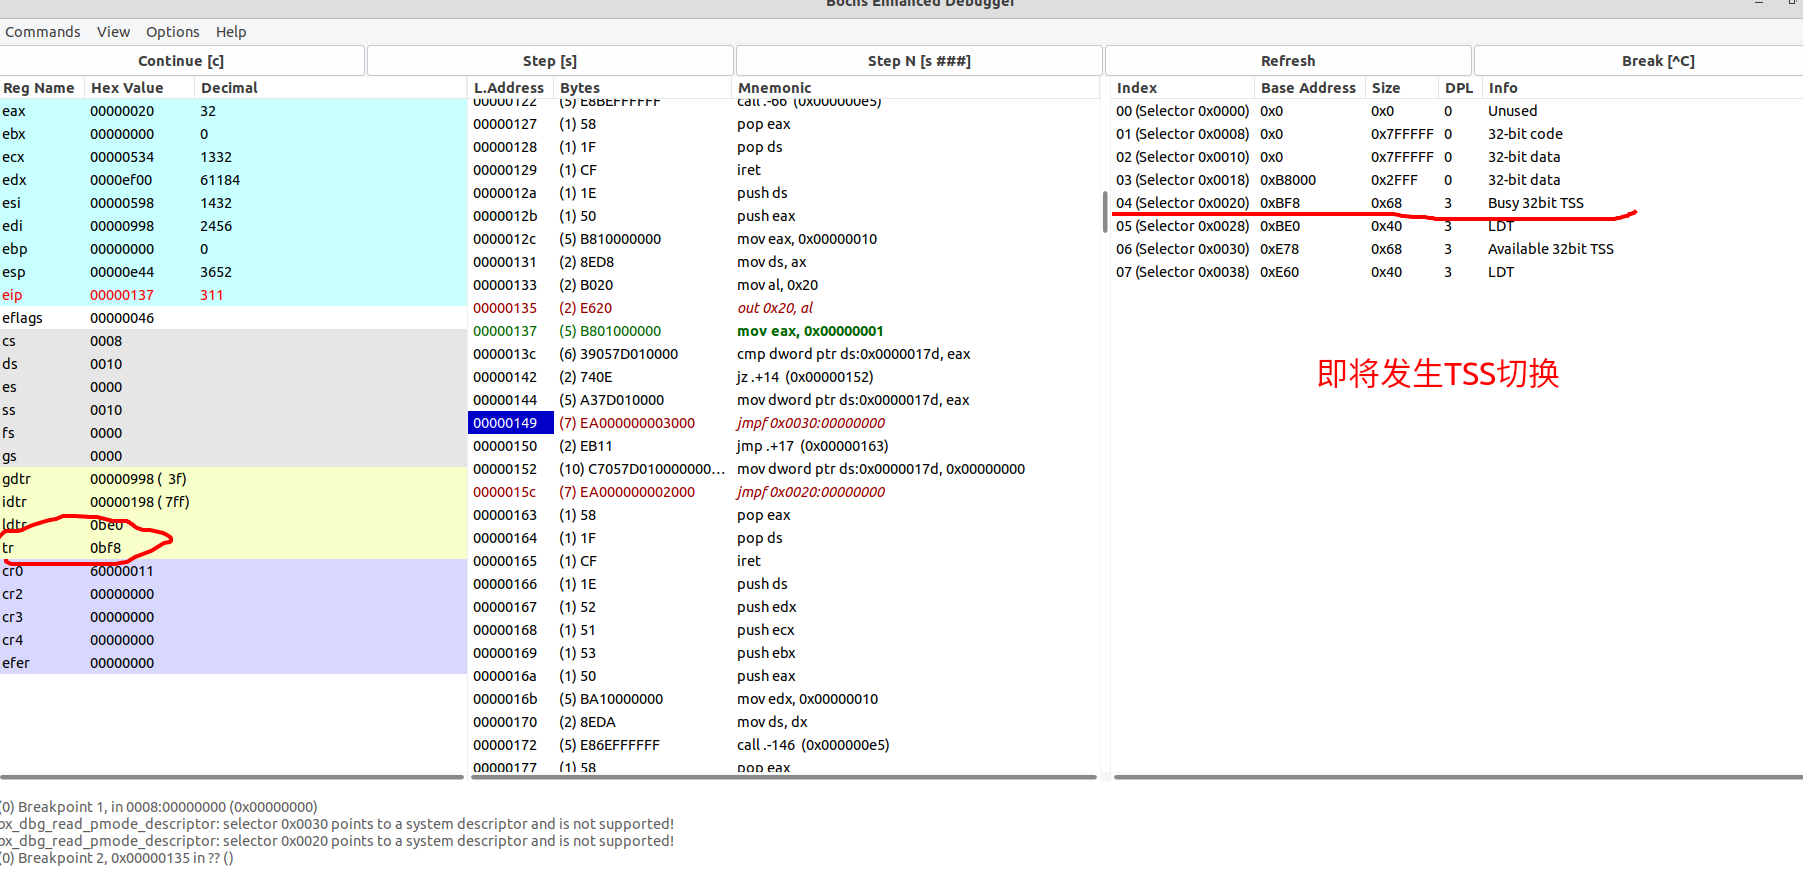 Bochs Enhanced Debugger
Commands View Options Help
Continue [c] Step [s] Step N [s ###] Refresh Break [^C]
Reg Name Hex Value Decimal
eax 00000020 32
ebx 00000000 0
ecx 00000534 1332
edx 0000ef00 61184
esi 00000598 1432
edi 00000998 2456
ebp 00000000 0
esp 00000e44 3652
eip 00000137 311
eflags 00000046
cs 0008
ds 0010
es 0000
ss 0010
fs 0000
gs 0000
gdtr 00000998 ( 3f)
idtr 00000198 ( 7ff)
ldtr 0be0
tr 0bf8
cr0 60000011
cr2 00000000
cr3 00000000
cr4 00000000
efer 00000000
L.Address Bytes Mnemonic
00000122 (5) E8BEFFFFFF call .-66 (0x000000e5)
00000127 (1) 58 pop eax
00000128 (1) 1F pop ds
00000129 (1) CF iret
0000012a (1) 1E push ds
0000012b (1) 50 push eax
0000012c (5) B810000000 mov eax, 0x00000010
00000131 (2) 8ED8 mov ds, ax
00000133 (2) B020 mov al, 0x20
00000135 (2) E620 out 0x20, al
00000137 (5) B801000000 mov eax, 0x00000001
0000013c (6) 39057D010000 cmp dword ptr ds:0x0000017d, eax
00000142 (2) 740E jz .+14 (0x00000152)
00000144 (5) A37D010000 mov dword ptr ds:0x0000017d, eax
00000149 (7) EA000000003000 jmpf 0x0030:00000000
00000150 (2) EB11 jmp .+17 (0x00000163)
00000152 (10) C7057D010000000... mov dword ptr ds:0x0000017d, 0x00000000
0000015c (7) EA000000002000 jmpf 0x0020:00000000
00000163 (1) 58 pop eax
00000164 (1) 1F pop ds
00000165 (1) CF iret
00000166 (1) 1E push ds
00000167 (1) 52 push edx
00000168 (1) 51 push ecx
00000169 (1) 53 push ebx
0000016a (1) 50 push eax
0000016b (5) BA10000000 mov edx, 0x00000010
00000170 (2) 8EDA mov ds, dx
00000172 (5) E86EFFFFFF call .-146 (0x000000e5)
00000177 (1) 58 pop eax
Index Base Address Size DPL Info
00 (Selector 0x0000) 0x0 0x0 0 Unused
01 (Selector 0x0008) 0x0 0x7FFFFF 0 32-bit code
02 (Selector 0x0010) 0x0 0x7FFFFF 0 32-bit data
03 (Selector 0x0018) 0xB8000 0x2FFF 0 32-bit data
04 (Selector 0x0020) 0xBF8 0x68 3 Busy 32bit TSS
05 (Selector 0x0028) 0xBE0 0x40 3 LDT
06 (Selector 0x0030) 0xE78 0x68 3 Available 32bit TSS
07 (Selector 0x0038) 0xE60 0x40 3 LDT
即将发生TSS切换
(0) Breakpoint 1, in 0008:00000000 (0x00000000)
bx_dbg_read_pmode_descriptor: selector 0x0030 points to a system descriptor and is not supported!
bx_dbg_read_pmode_descriptor: selector 0x0020 points to a system descriptor and is not supported!
(0) Breakpoint 2, 0x00000135 in ?? ()